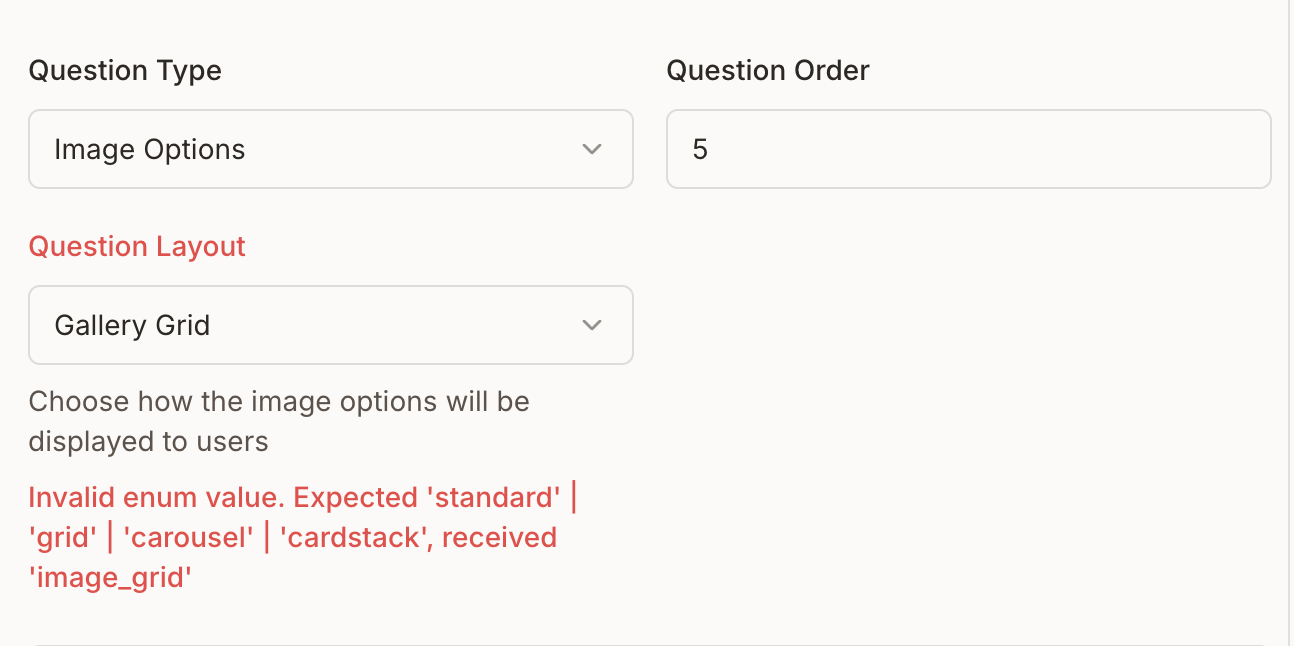 Question Type
Question Order
Image Options
5
Question Layout
Gallery Grid
Choose how the image options will be
displayed to users
Invalid enum value. Expected 'standard' |
'grid' | 'carousel' | 'cardstack', received
'image_grid'